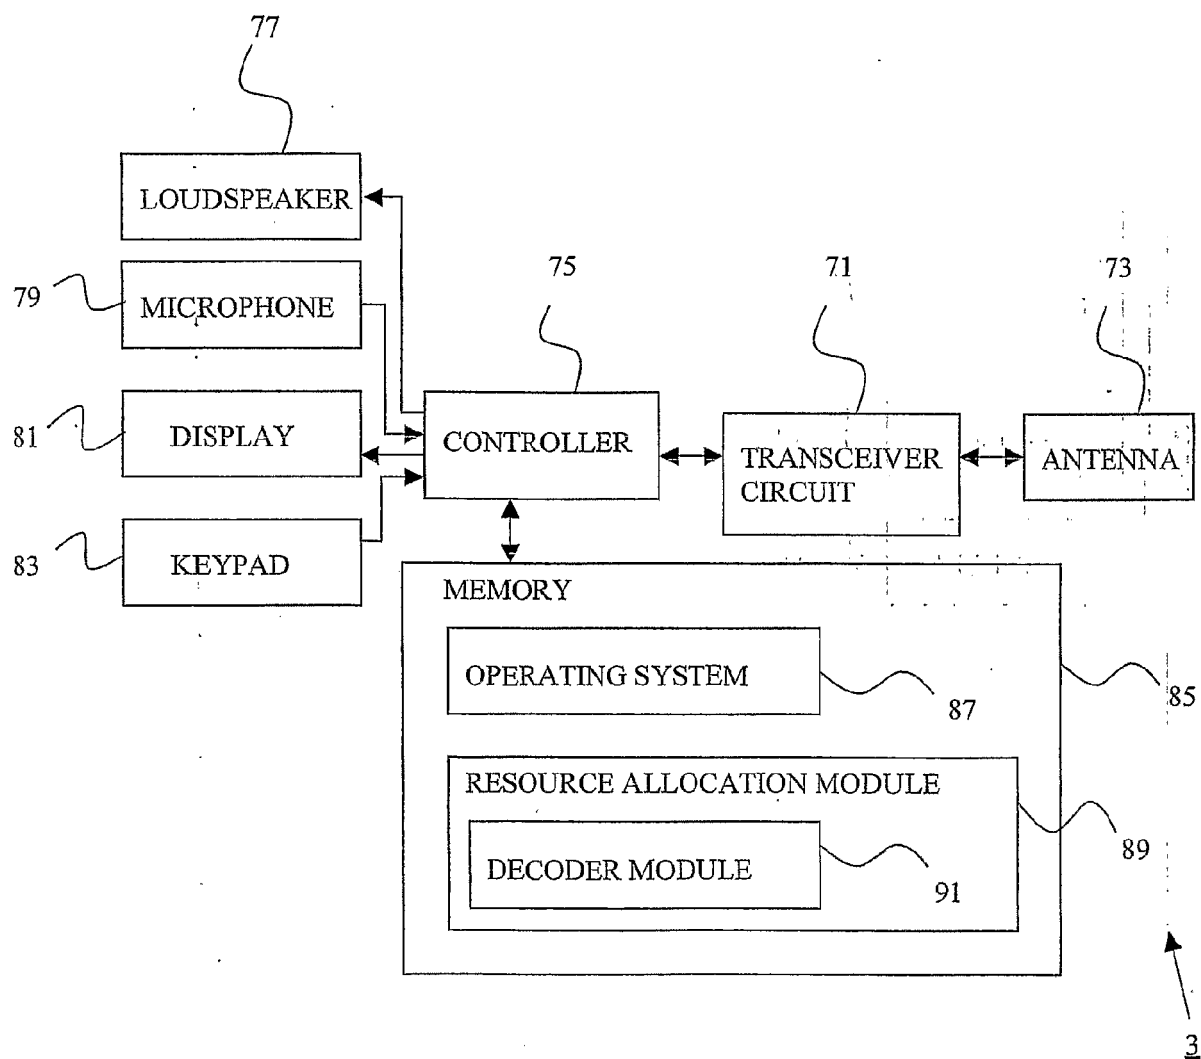 77
LOUDSPEAKER
79
MICROPHONE
75
71
73
81
DISPLAY
CONTROLLER
TRANSCEIVER
CIRCUIT
ANTENNA
83
KEYPAD
MEMORY
OPERATING SYSTEM
87
85
RESOURCE ALLOCATION MODULE
89
DECODER MODULE
91
3